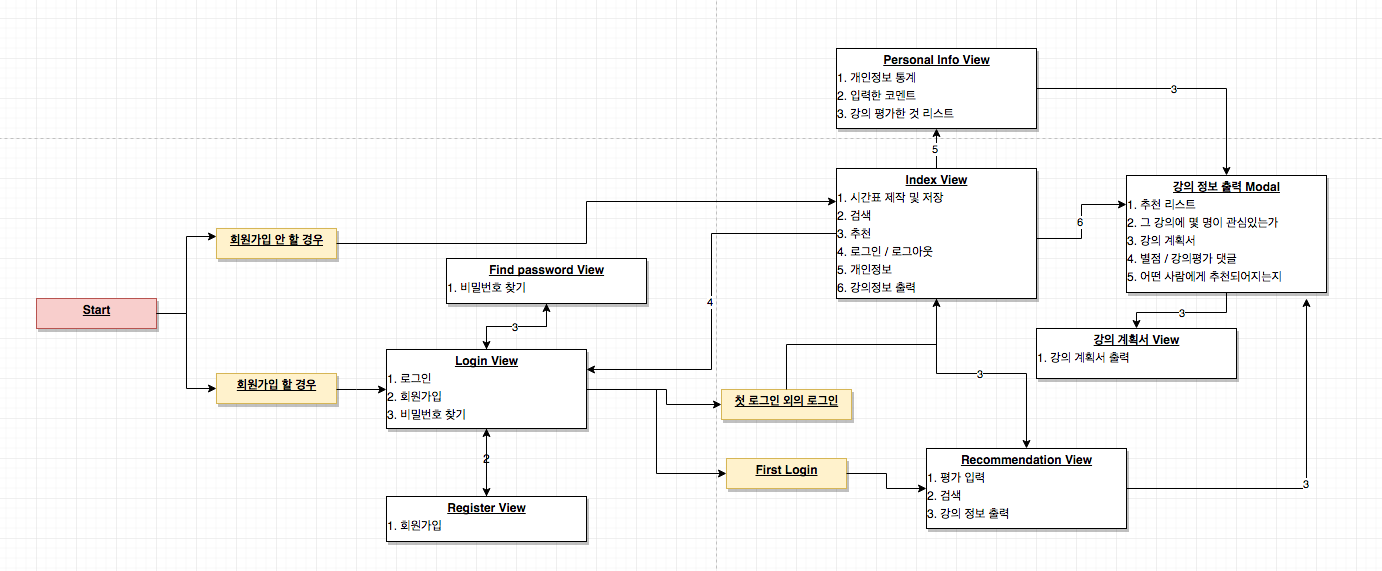 Personal Info View
1. 개인정보 통계
2. 입력한 코멘트
3. 강의 평가한 것 리스트
3
5
Index View
1. 시간표 제작 및 저장
2. 검색
3. 추천
4. 로그인 / 로그아웃
5. 개인정보
6. 강의정보 출력
6
강의 정보 출력 Modal
1. 추천 리스트
2. 그 강의에 몇 명이 관심있는가
3. 강의 계획서
4. 별점 / 강의평가 댓글
5. 어떤 사람에게 추천되어지는지
회원가입 안 할 경우
Find password View
1. 비밀번호 찾기
Start
4
3
3
강의 계획서 View
1. 강의 계획서 출력
회원가입 할 경우
Login View
1. 로그인
2. 회원가입
3. 비밀번호 찾기
3
첫 로그인 외의 로그인
2
First Login
Recommendation View
1. 평가 입력
2. 검색
3. 강의 정보 출력
3
Register View
1. 회원가입